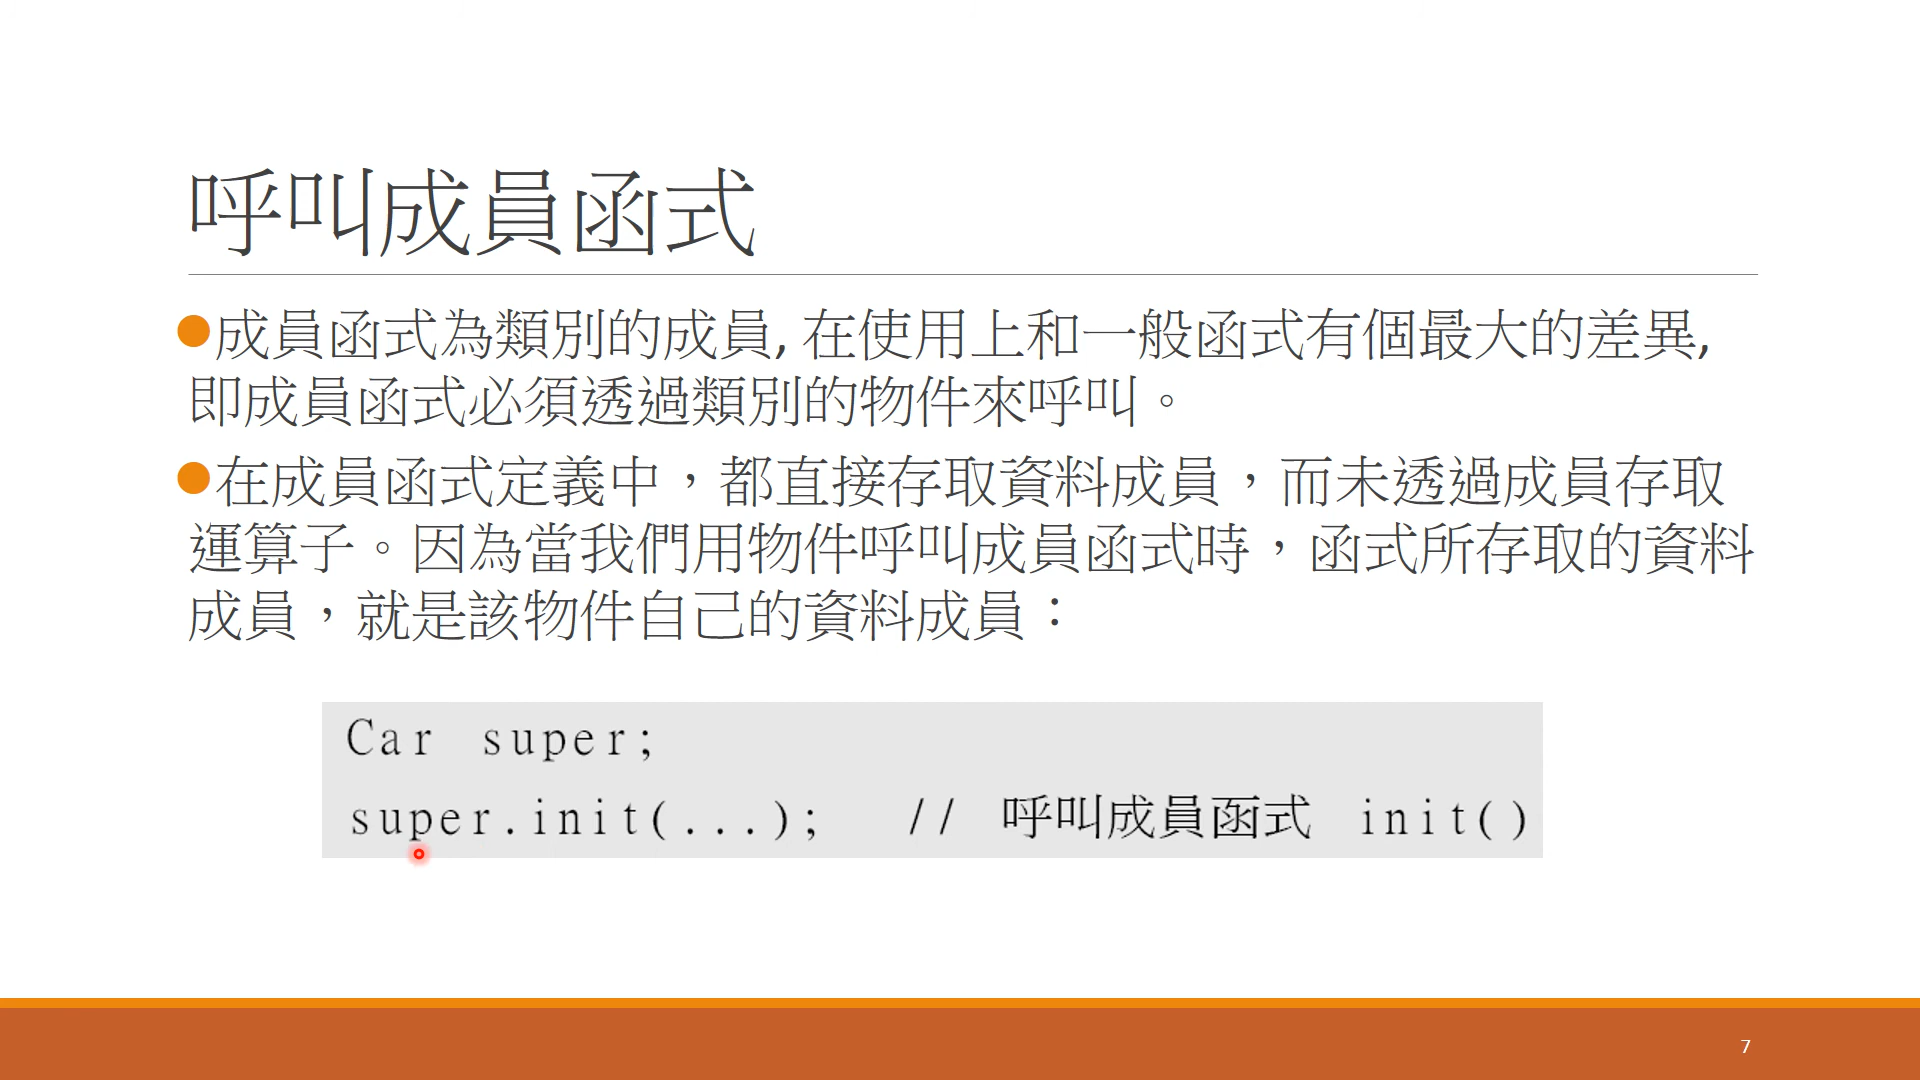 呼叫成員函式
●成員函式為類別的成員, 在使用上和一般函式有個最大的差異,
即成員函式必須透過類別的物件來呼叫。
●在成員函式定義中，都直接存取資料成員，而未透過成員存取
運算子。因為當我們用物件呼叫成員函式時，函式所存取的資料
成員，就是該物件自己的資料成員：
Car super;
super.init(...); // 呼叫成員函式 init()
7